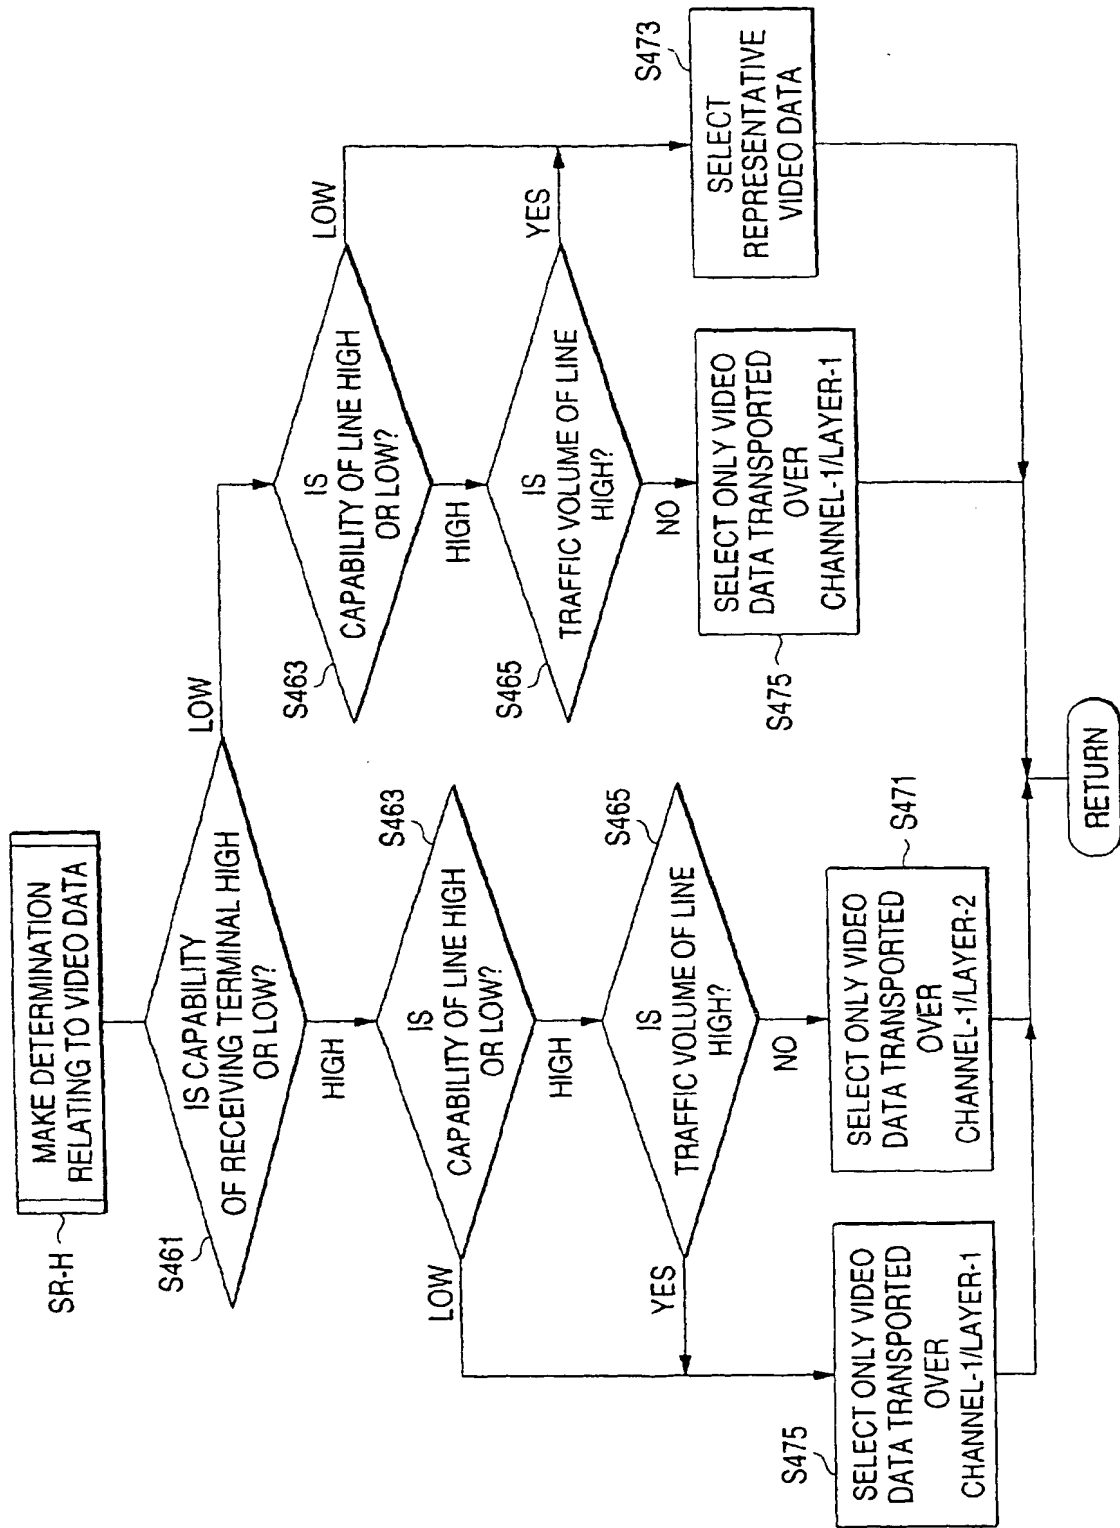 SR-H
MAKE DETERMINATION
RELATING TO VIDEO DATA
S461
IS CAPABILITY
OF RECEIVING TERMINAL HIGH
OR LOW?
LOW
HIGH
S463
IS
CAPABILITY OF LINE HIGH
OR LOW?
LOW
HIGH
S465
IS
TRAFFIC VOLUME OF LINE
HIGH?
YES
NO
S475
SELECT ONLY VIDEO
DATA TRANSPORTED
OVER
CHANNEL-1/LAYER-1
S471
SELECT ONLY VIDEO
DATA TRANSPORTED
OVER
CHANNEL-1/LAYER-2
S463
IS
CAPABILITY OF LINE HIGH
OR LOW?
LOW
HIGH
S465
IS
TRAFFIC VOLUME OF LINE
HIGH?
YES
NO
S475
SELECT ONLY VIDEO
DATA TRANSPORTED
OVER
CHANNEL-1/LAYER-1
S473
SELECT
REPRESENTATIVE
VIDEO DATA
RETURN